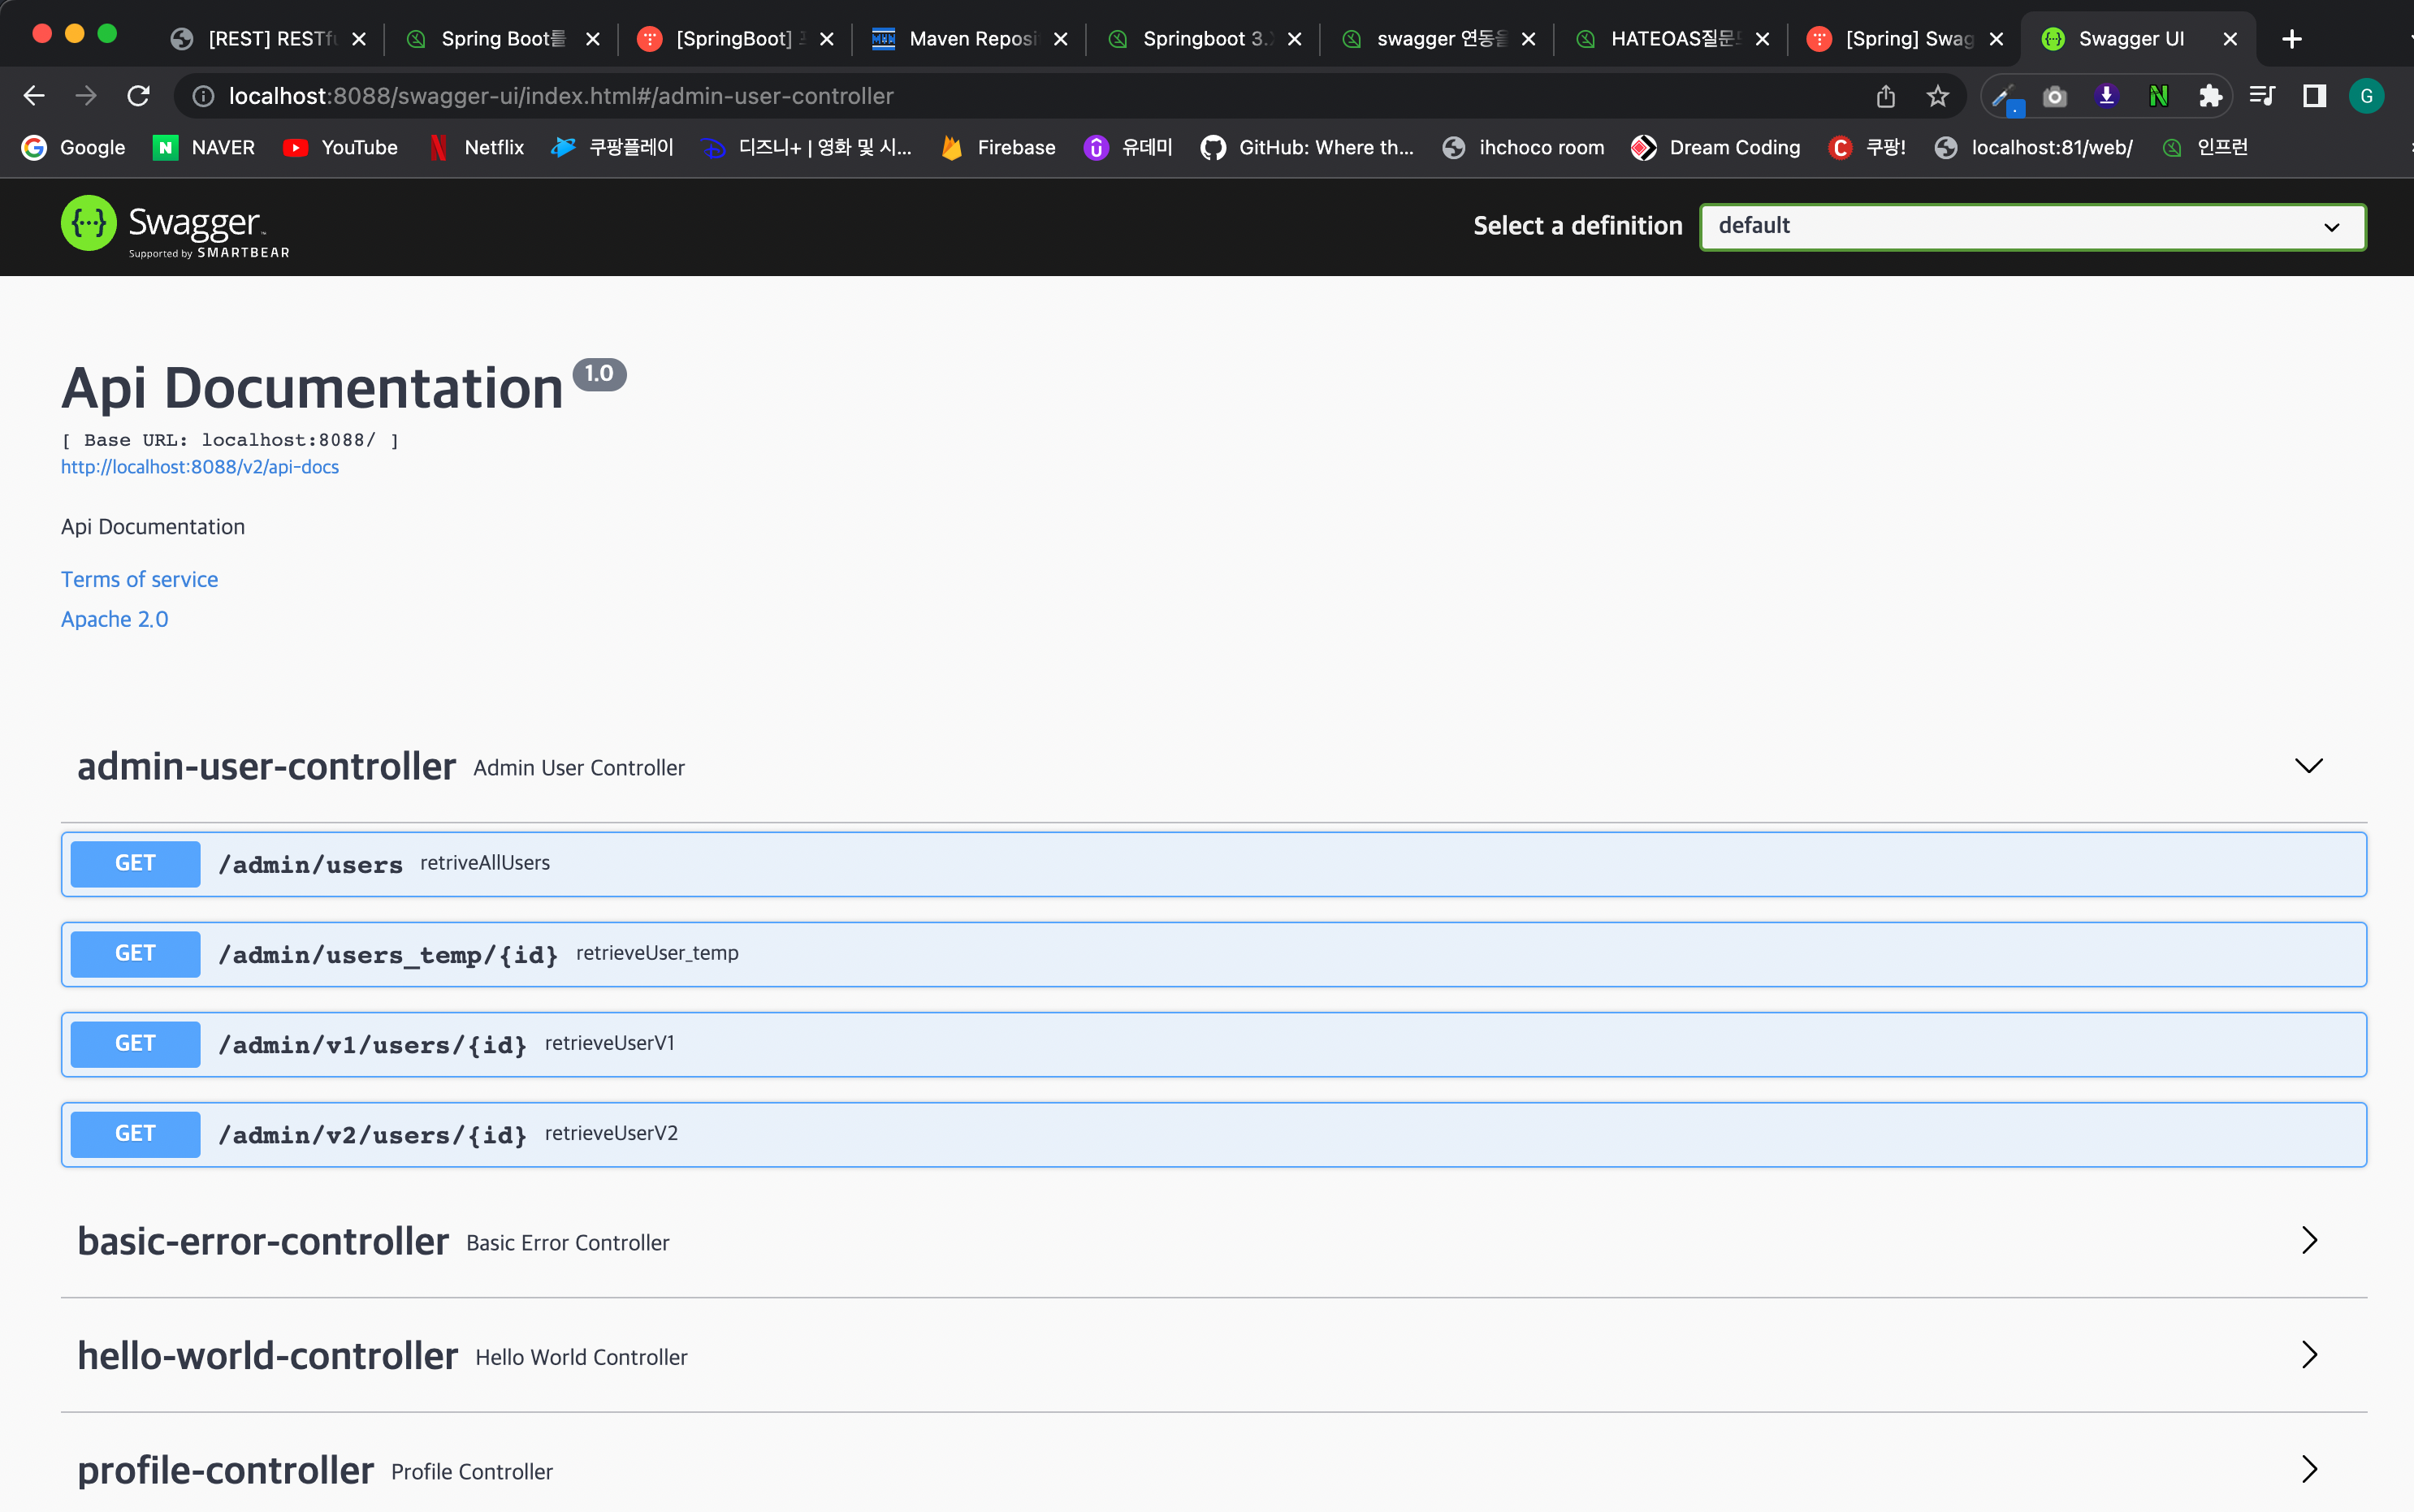 [REST] RESTf
Spring Boot를
[SpringBoot]
Maven Reposi
Springboot 3.
swagger 연동을
HATEOAS질문
[Spring] Swag
Swagger UI
localhost:8088/swagger-ui/index.html#/admin-user-controller
G
Google
NAVER
YouTube
Netflix
쿠팡플레이
디즈니+ | 영화 및 시...
Firebase
유데미
GitHub: Where th...
ihchoco room
Dream Coding
쿠팡!
localhost:81/web/
인프런
Swagger
Supported by SMARTBEAR
Select a definition
default
Api Documentation 1.0
[ Base URL: localhost:8088/ ]
http://localhost:8088/v2/api-docs
Api Documentation
Terms of service
Apache 2.0
admin-user-controller Admin User Controller
GET /admin/users retriveAllUsers
GET /admin/users_temp/{id} retrieveUser_temp
GET /admin/v1/users/{id} retrieveUserV1
GET /admin/v2/users/{id} retrieveUserV2
basic-error-controller Basic Error Controller
hello-world-controller Hello World Controller
profile-controller Profile Controller